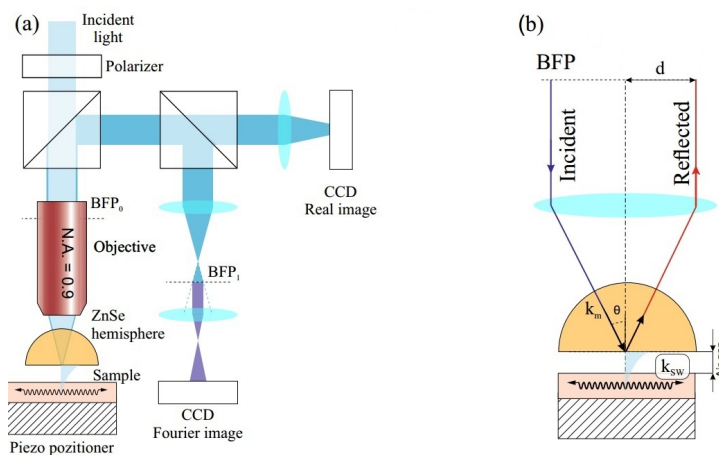 (a)
Incident
light
Polarizer
BFP0
Objective
N.A. = 0.9
ZnSe
hemisphere
Sample
Piezo pozitioner
CCD
Real image
BFP1
CCD
Fourier image
(b)
BFP
d
Incident
Reflected
km
θ
kSW